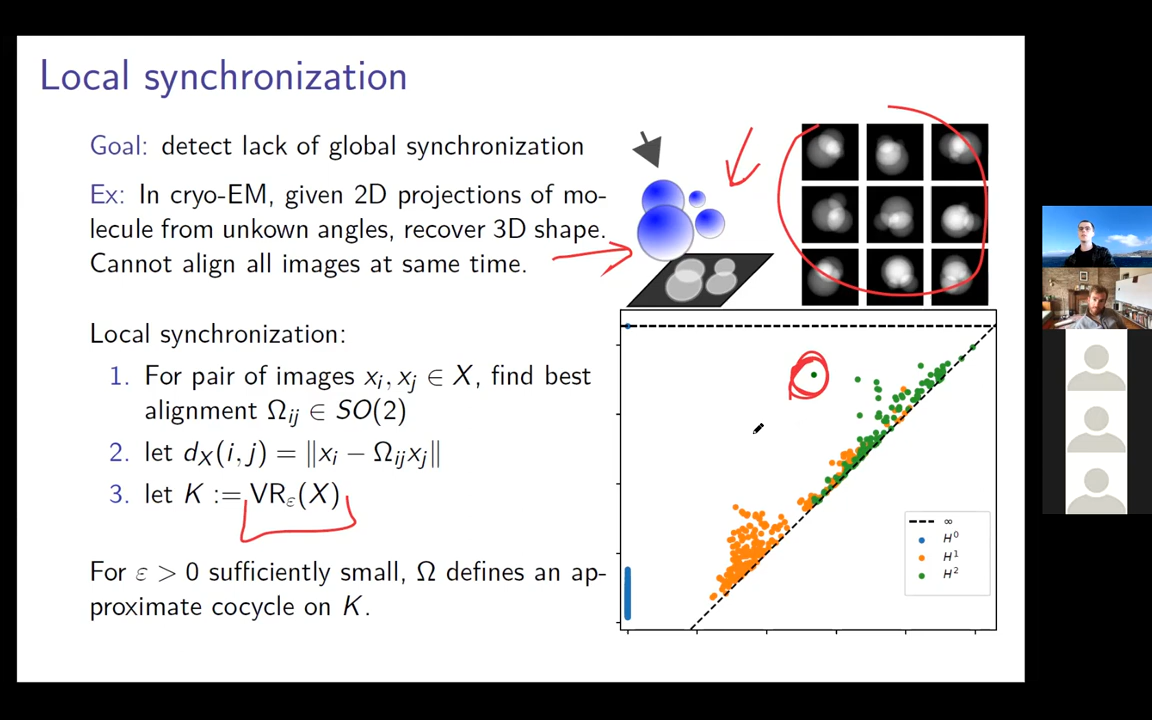 Local synchronization
Goal: detect lack of global synchronization
Ex: In cryo-EM, given 2D projections of mo-
lecule from unkown angles, recover 3D shape.
Cannot align all images at same time.
Local synchronization:
1. For pair of images xᵢ, xⱼ ∈ X, find best
alignment Ωᵢⱼ ∈ SO(2)
2. let d_X(i, j) = ‖xᵢ − Ωᵢⱼxⱼ‖
3. let K := VR_ε(X)
For ε > 0 sufficiently small, Ω defines an ap-
proximate cocycle on K.
∞
H⁰
H¹
H²